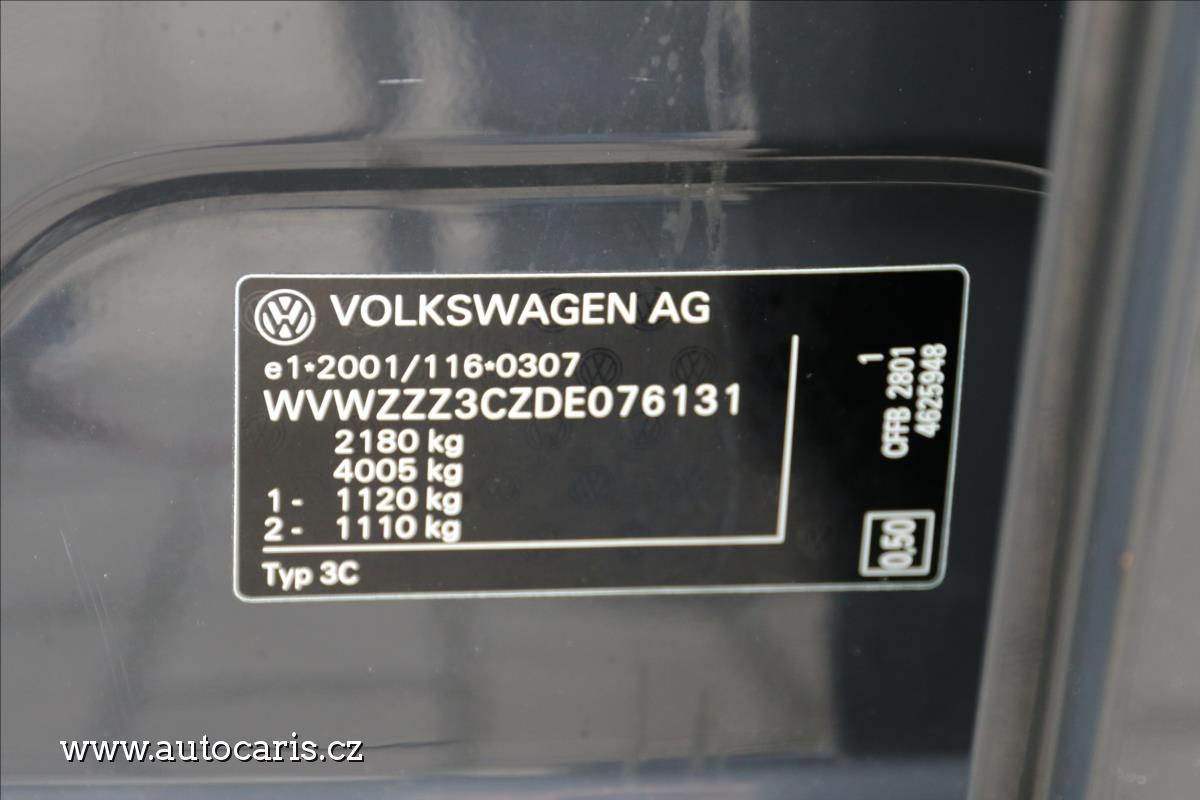 VOLKSWAGEN AG
e1*2001/116*0307
WVWZZZ3CZDE076131
2180 kg
4005 kg
1- 1120 kg
2- 1110 kg
Typ 3C
1
CFFB 2801
4625948
0,50
www.autocaris.cz